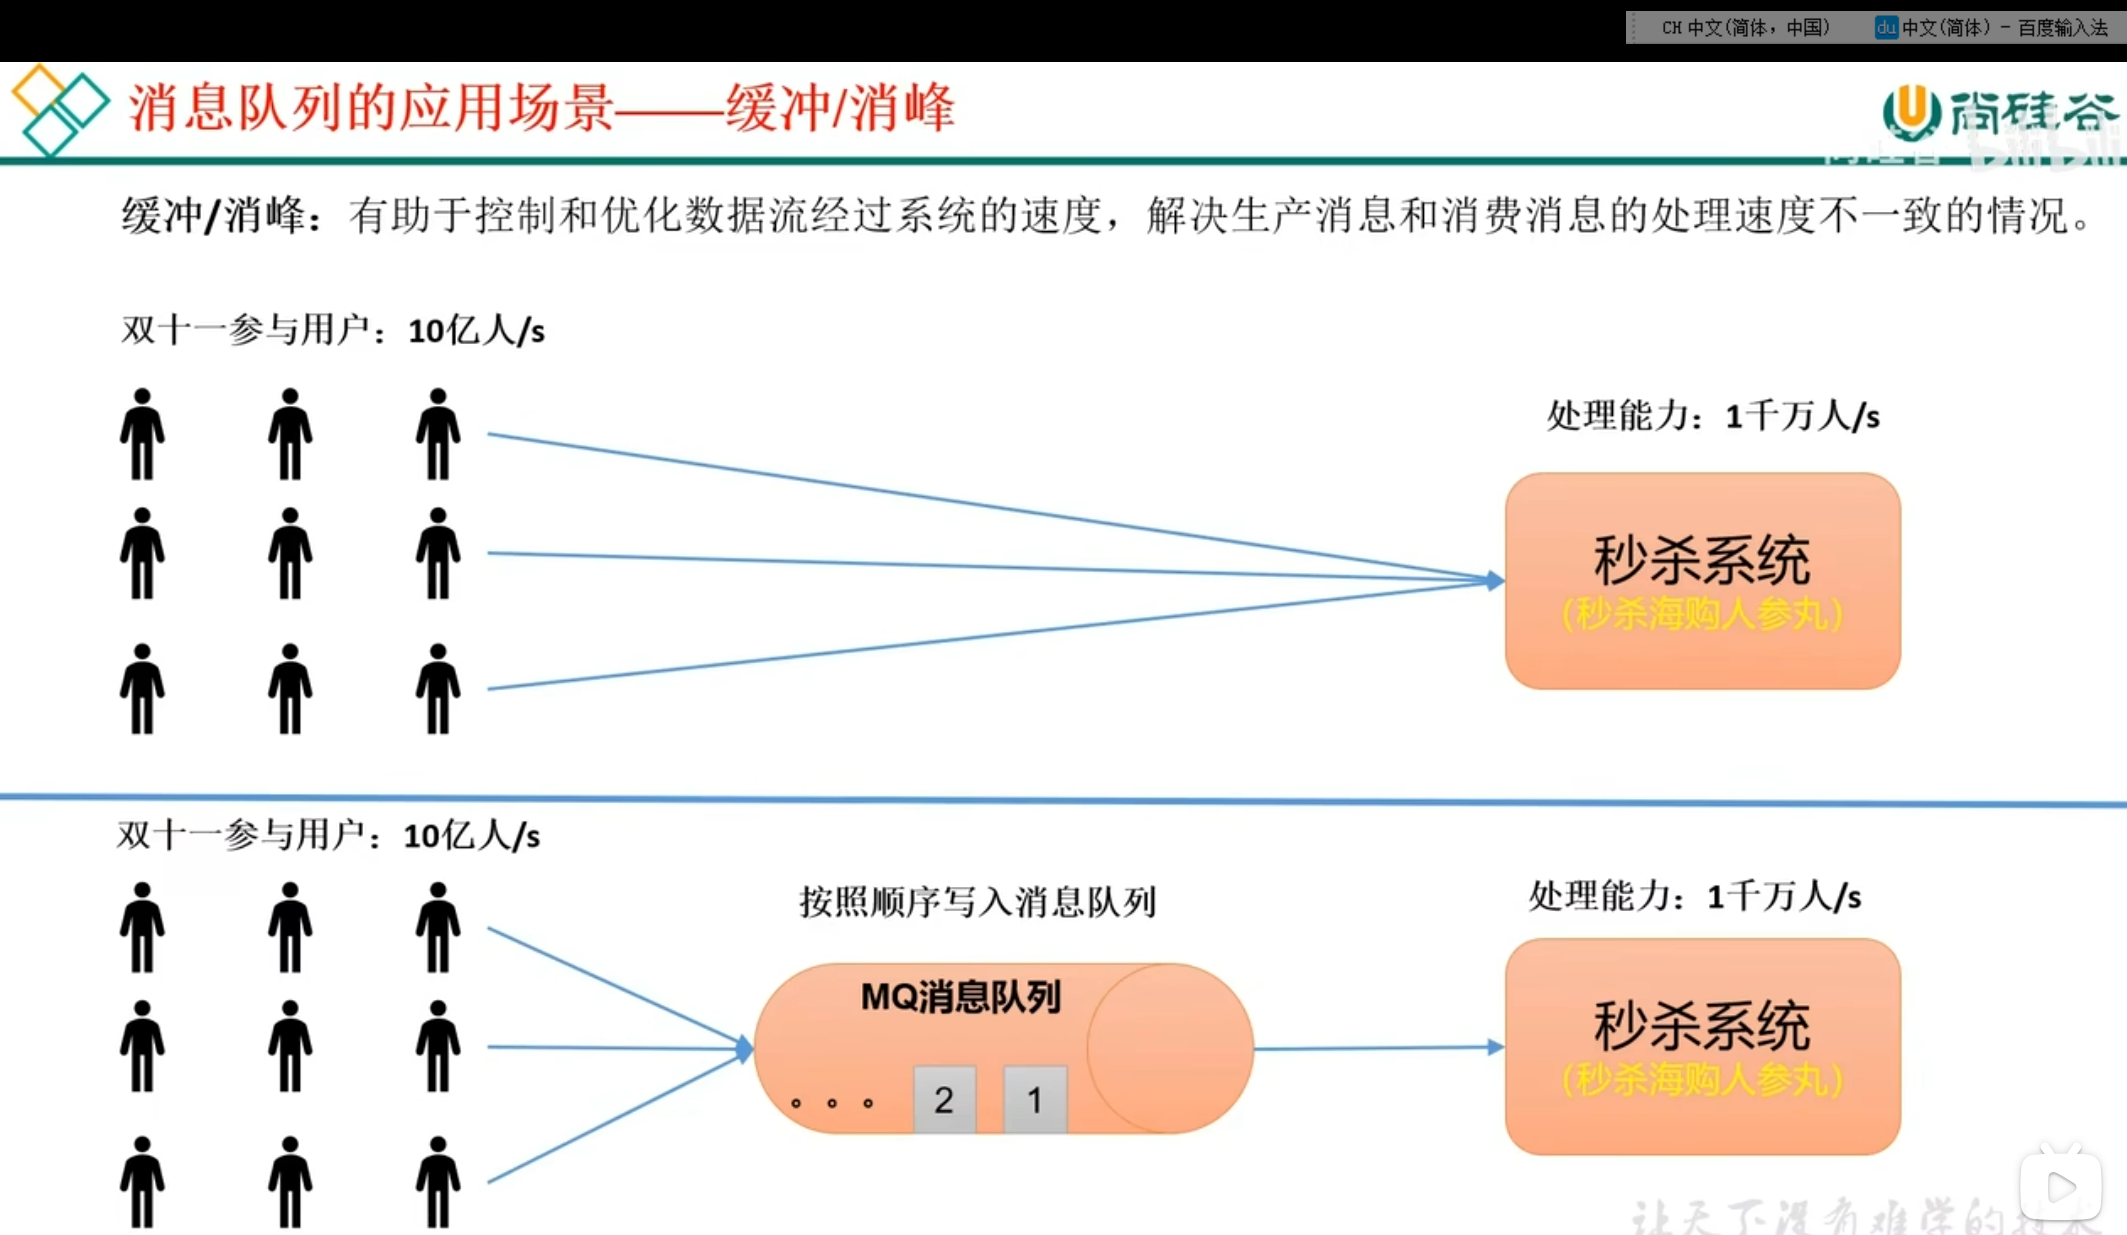 CH 中文(简体，中国)
du 中文(简体) - 百度输入法
消息队列的应用场景——缓冲/消峰
尚硅谷
缓冲/消峰：有助于控制和优化数据流经过系统的速度，解决生产消息和消费消息的处理速度不一致的情况。
双十一参与用户：10亿人/s
处理能力：1千万人/s
秒杀系统
(秒杀海购人参丸)
双十一参与用户：10亿人/s
按照顺序写入消息队列
处理能力：1千万人/s
MQ消息队列
。。。 2 1
秒杀系统
(秒杀海购人参丸)
让天下没有难学的技术